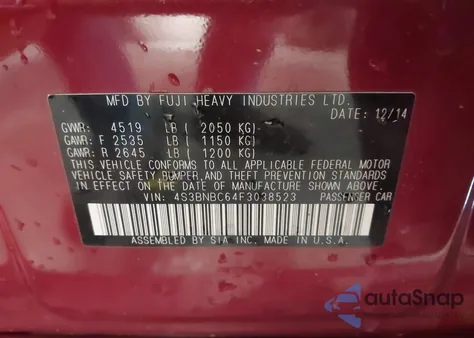 MFD BY FUJI HEAVY INDUSTRIES LTD.
DATE: 12/14
GVWR: 4519 LB ( 2050 KG)
GAWR: F 2535 LB ( 1150 KG)
GAWR: R 2645 LB ( 1200 KG)
THIS VEHICLE CONFORMS TO ALL APPLICABLE FEDERAL MOTOR
VEHICLE SAFETY, BUMPER, AND THEFT PREVENTION STANDARDS
IN EFFECT ON THE DATE OF MANUFACTURE SHOWN ABOVE.
VIN: 4S3BNBC64F3038523 PASSENGER CAR
ASSEMBLED BY SIA INC. MADE IN U.S.A.
autoSnap